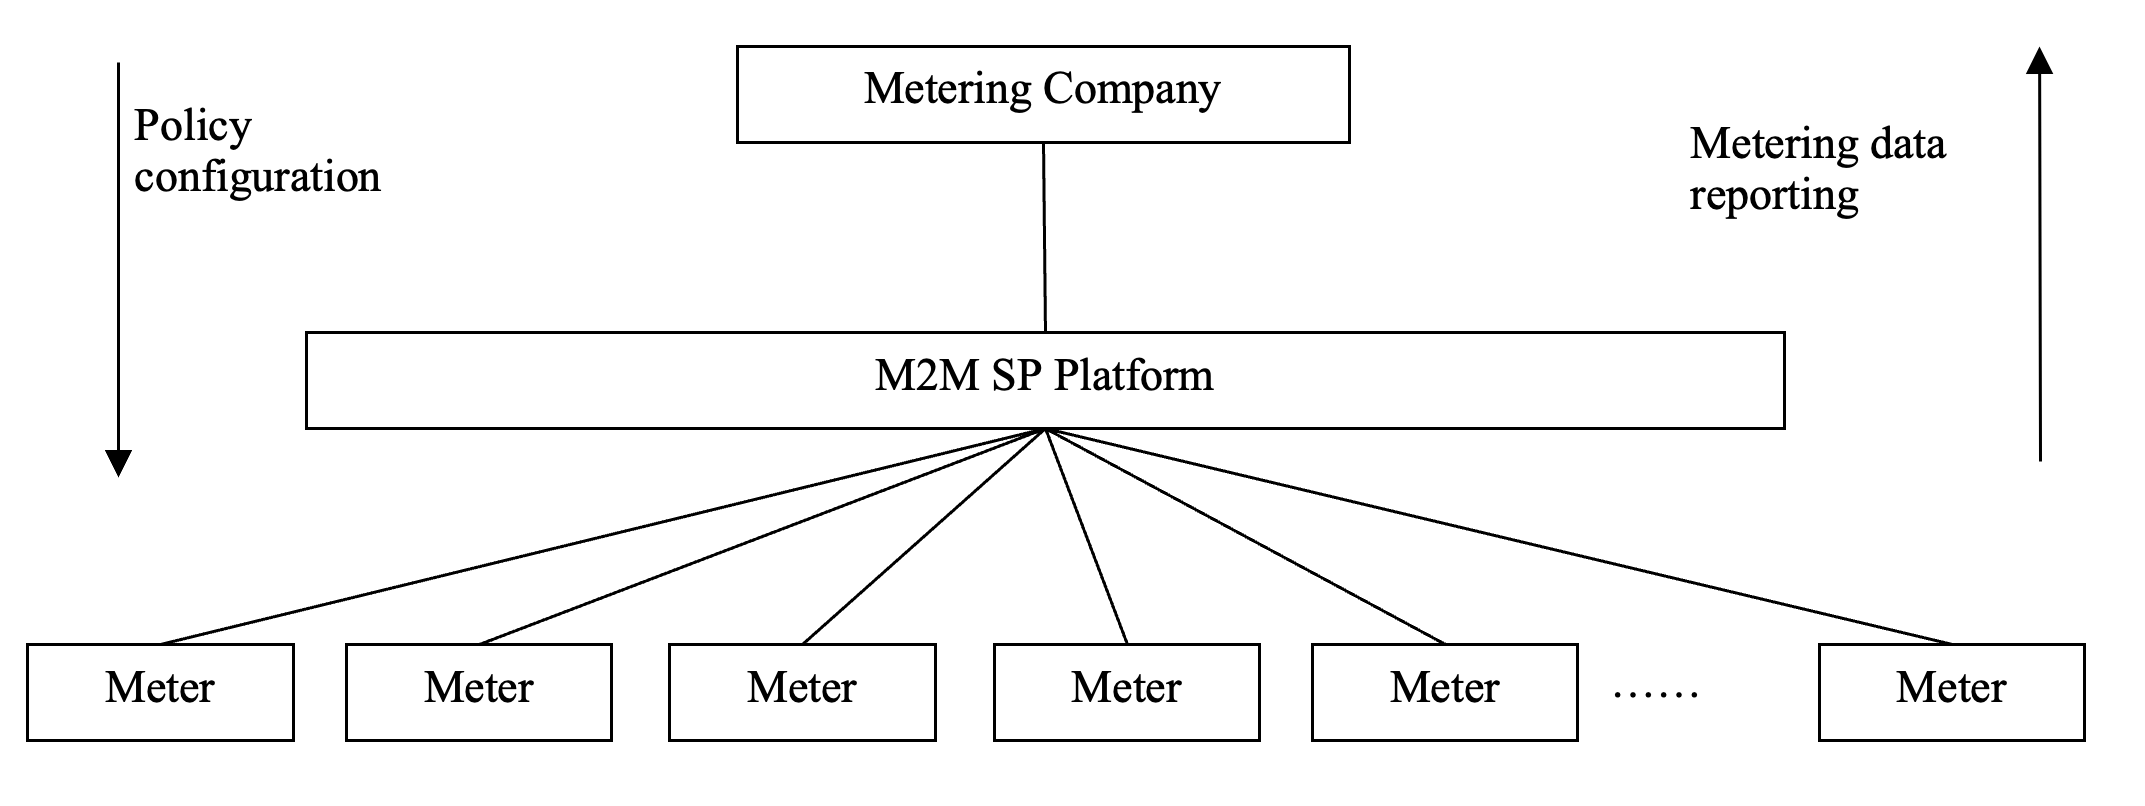 Metering Company
Policy
configuration
Metering data
reporting
M2M SP Platform
Meter
Meter
Meter
Meter
Meter
......
Meter